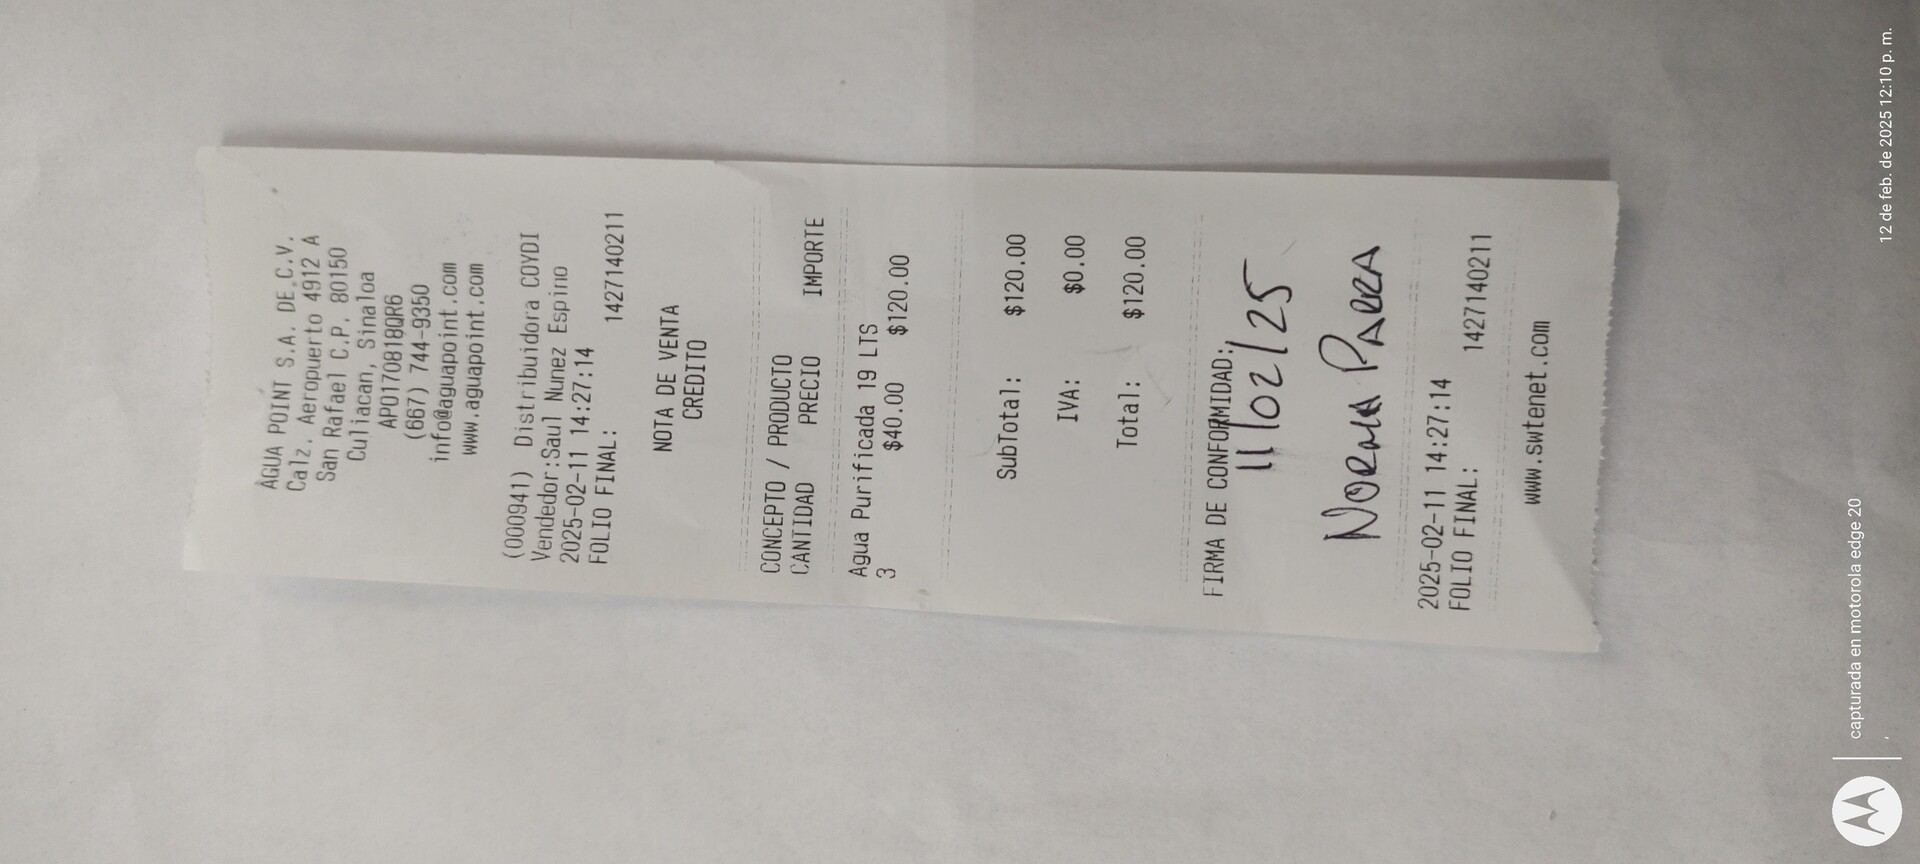 AGUA POINT S.A. DE.C.V.
Calz. Aeropuerto 4912 A
San Rafael C.P. 80150
Culiacan, Sinaloa
APO170818QR6
(667) 744-9350
info@aguapoint.com
www.aguapoint.com
(000941) Distribuidora COYDI
Vendedor:Saul Nunez Espino
2025-02-11 14:27:14
FOLIO FINAL: 1427140211
NOTA DE VENTA
CREDITO
CONCEPTO / PRODUCTO
CANTIDAD PRECIO IMPORTE
Agua Purificada 19 LTS
3 $40.00 $120.00
SubTotal: $120.00
IVA: $0.00
Total: $120.00
FIRMA DE CONFORMIDAD:
11/02/25
NORMA PARRA
2025-02-11 14:27:14
FOLIO FINAL: 1427140211
www.swtenet.com
capturada en motorola edge 20
12 de feb. de 2025 12:10 p. m.